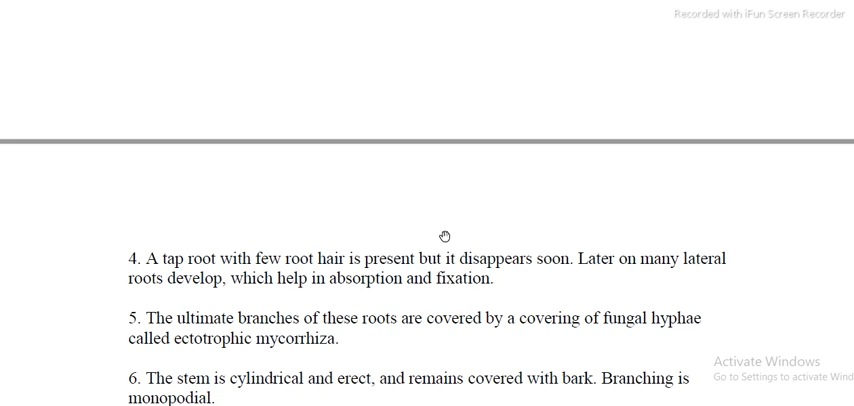 Recorded with iFun Screen Recorder
4. A tap root with few root hair is present but it disappears soon. Later on many lateral
roots develop, which help in absorption and fixation.
5. The ultimate branches of these roots are covered by a covering of fungal hyphae
called ectotrophic mycorrhiza.
Activate Windows
6. The stem is cylindrical and erect, and remains covered with bark. Branching is
Go to Settings to activate Wind
monopodial.